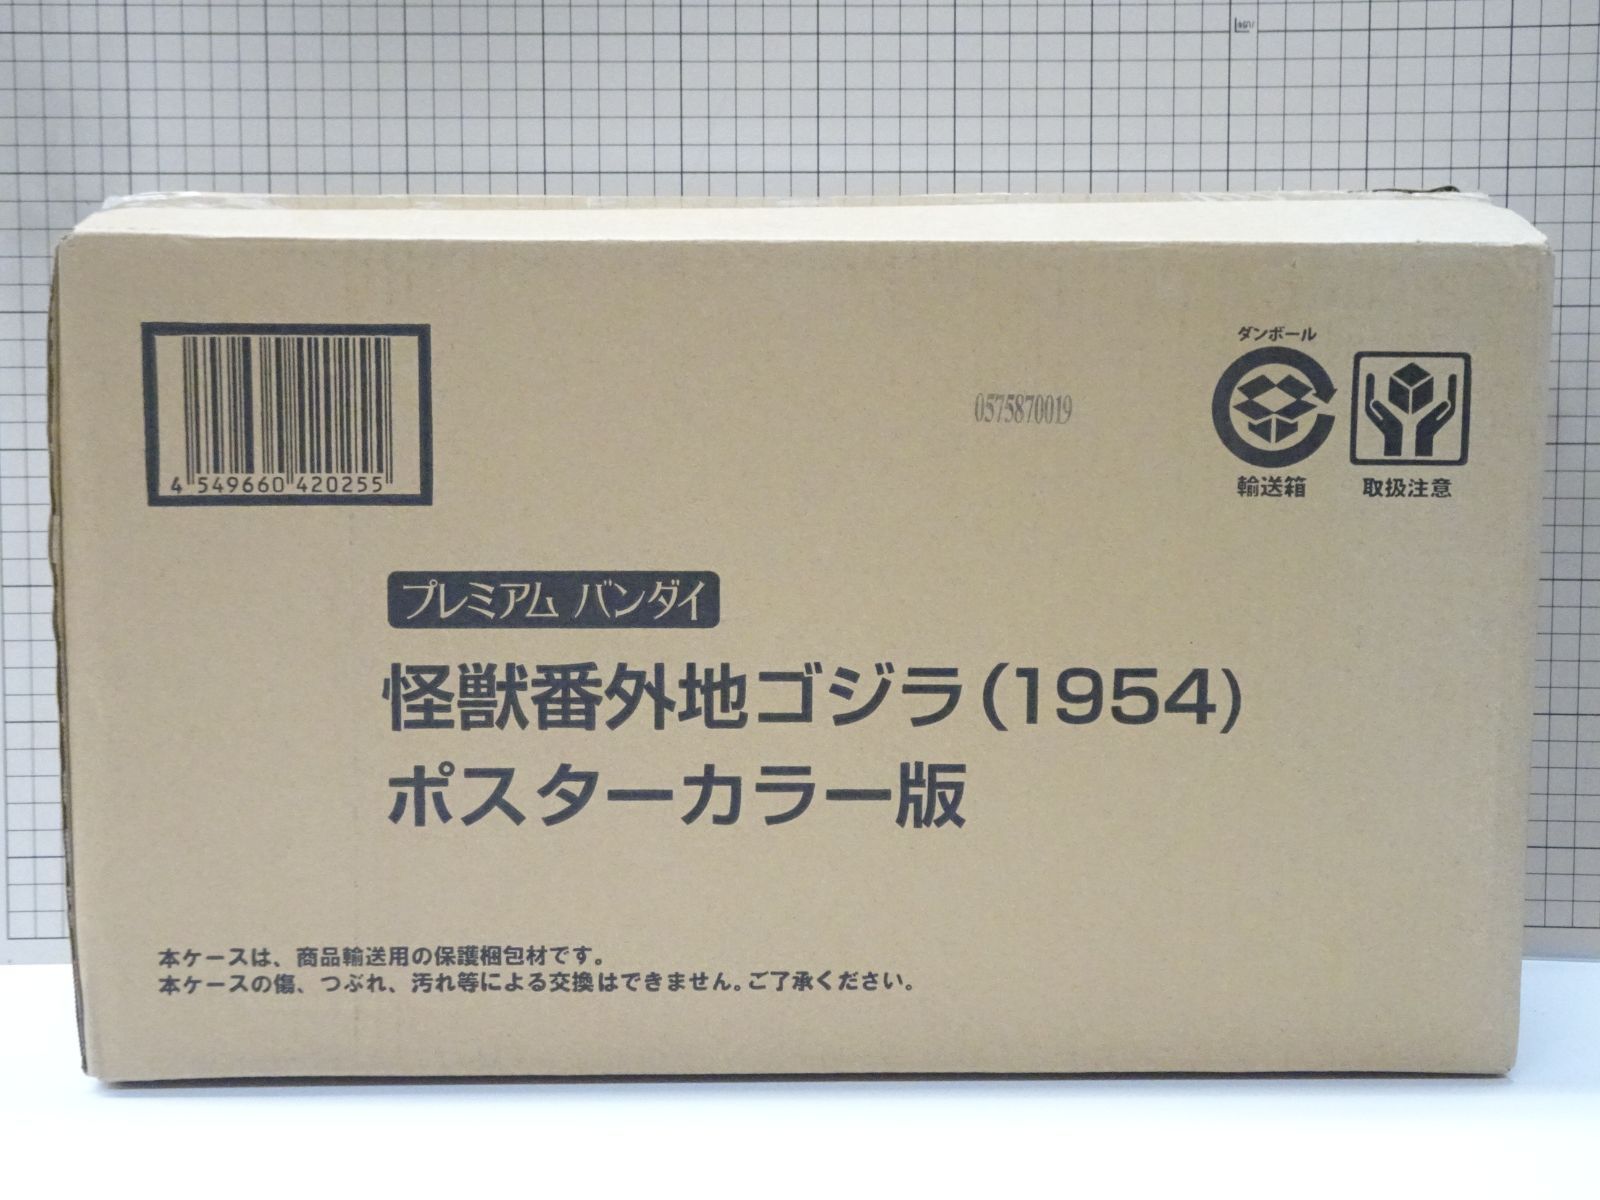 ダンボール
0575870019
4 549660 420255
輸送箱
取扱注意
プレミアム バンダイ
怪獣番外地ゴジラ(1954)
ポスターカラー版
本ケースは、商品輸送用の保護梱包材です。
本ケースの傷、つぶれ、汚れ等による交換はできません。ご了承ください。